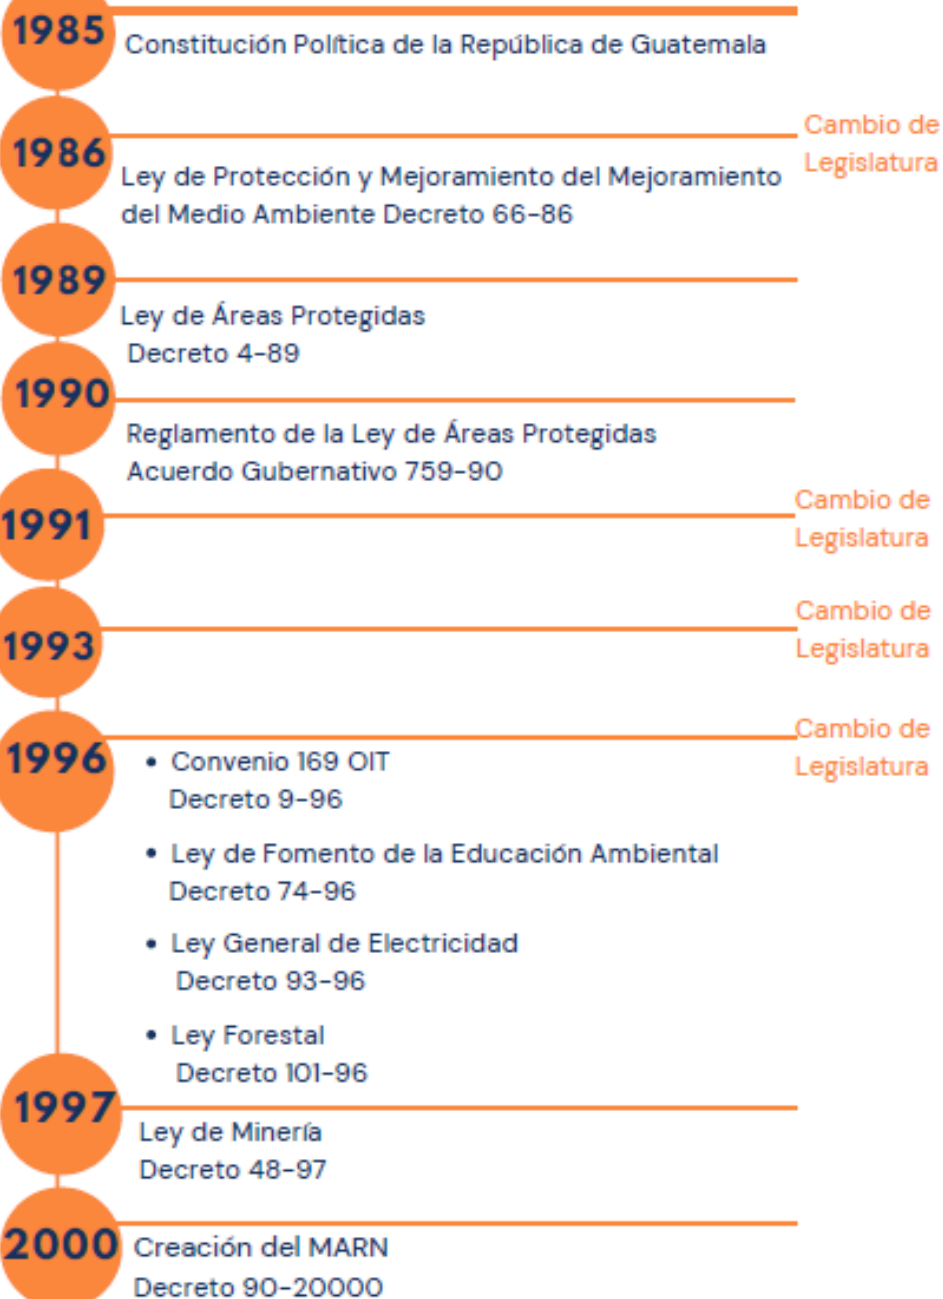 1985
Constitución Política de la República de Guatemala
1986
Cambio de
Legislatura
Ley de Protección y Mejoramiento del Mejoramiento
del Medio Ambiente Decreto 66-86
1989
Ley de Áreas Protegidas
Decreto 4-89
1990
Reglamento de la Ley de Áreas Protegidas
Acuerdo Gubernativo 759-90
1991
Cambio de
Legislatura
1993
Cambio de
Legislatura
1996
Cambio de
Legislatura
• Convenio 169 OIT
Decreto 9-96
• Ley de Fomento de la Educación Ambiental
Decreto 74-96
• Ley General de Electricidad
Decreto 93-96
• Ley Forestal
Decreto 101-96
1997
Ley de Minería
Decreto 48-97
2000
Creación del MARN
Decreto 90-20000